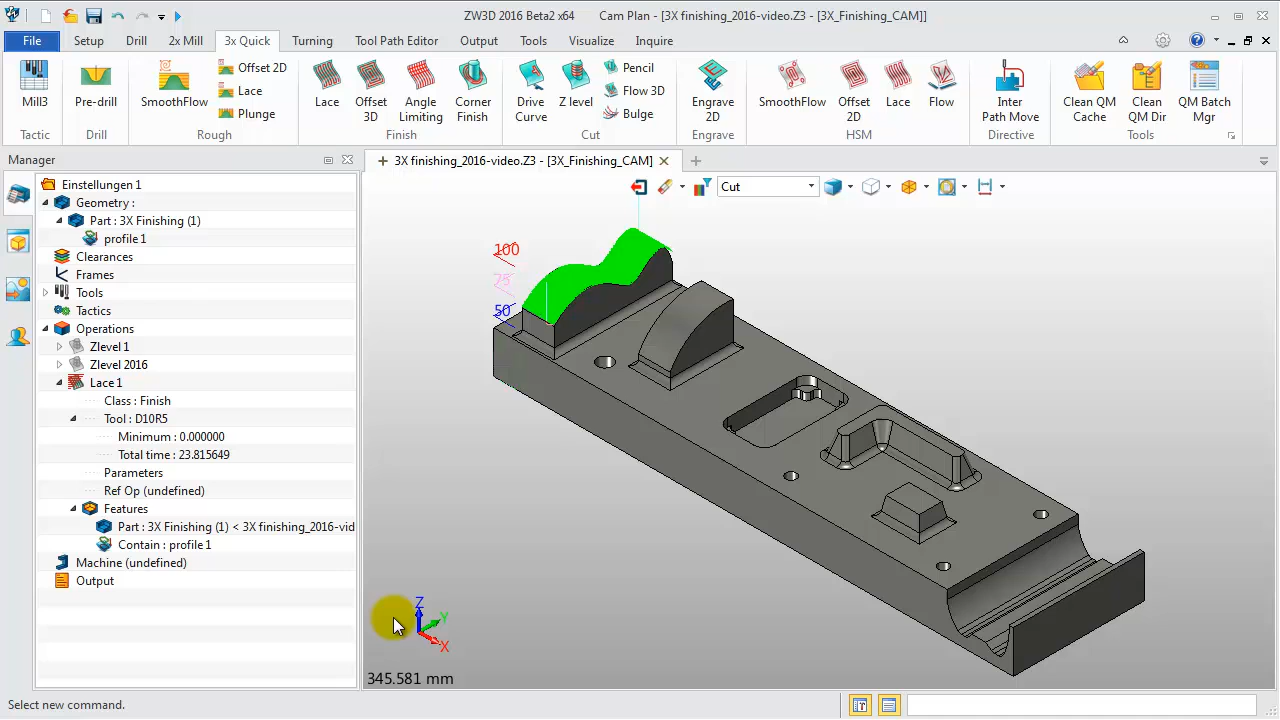 ZW3D 2016 Beta2 x64 Cam Plan - [3X finishing_2016-video.Z3 - [3X_Finishing_CAM]]
File Setup Drill 2x Mill 3x Quick Turning Tool Path Editor Output Tools Visualize Inquire
Mill3
Tactic
Pre-drill
Drill
SmoothFlow
Offset 2D
Lace
Plunge
Rough
Lace
Offset
3D
Angle
Limiting
Corner
Finish
Finish
Drive
Curve
Z level
Pencil
Flow 3D
Bulge
Cut
Engrave
2D
Engrave
SmoothFlow
Offset
2D
Lace
Flow
HSM
Inter
Path Move
Directive
Clean QM
Cache
Clean
QM Dir
QM Batch
Mgr
Tools
Manager
Einstellungen 1
Geometry :
Part : 3X Finishing (1)
profile 1
Clearances
Frames
Tools
Tactics
Operations
Zlevel 1
Zlevel 2016
Lace 1
Class : Finish
Tool : D10R5
Minimum : 0.000000
Total time : 23.815649
Parameters
Ref Op (undefined)
Features
Part : 3X Finishing (1) < 3X finishing_2016-vid
Contain : profile 1
Machine (undefined)
Output
3X finishing_2016-video.Z3 - [3X_Finishing_CAM]
Cut
100
75
50
Z
Y
X
345.581 mm
Select new command.